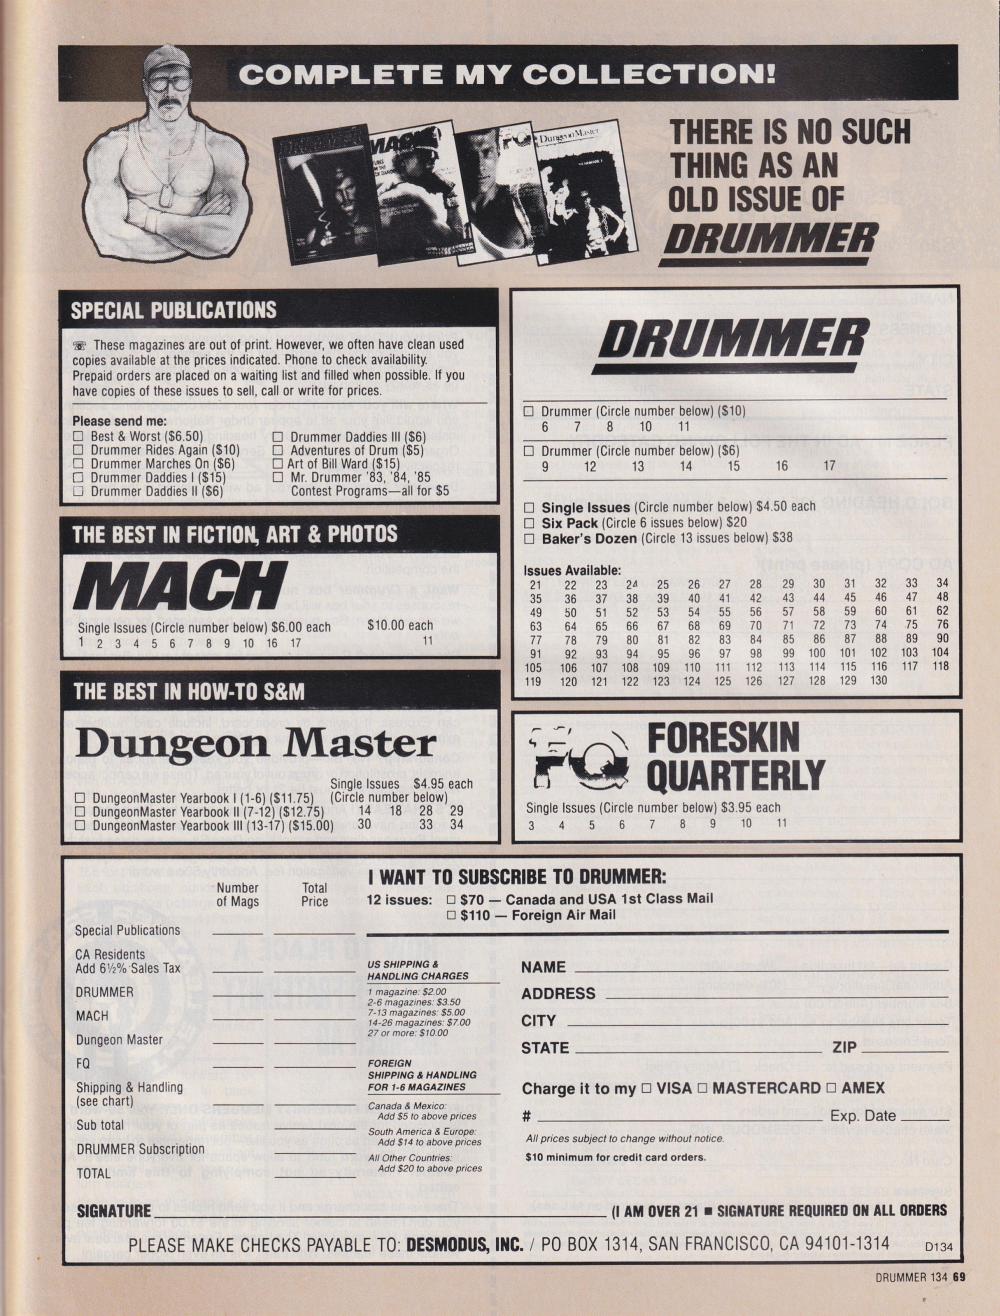 COMPLETE MY COLLECTION!
THERE IS NO SUCH
THING AS AN
OLD ISSUE OF
DRUMMER
MACH
FQ
DungeonMaster
SPECIAL PUBLICATIONS
☏ These magazines are out of print. However, we often have clean used
copies available at the prices indicated. Phone to check availability.
Prepaid orders are placed on a waiting list and filled when possible. If you
have copies of these issues to sell, call or write for prices.
Please send me:
☐ Best & Worst ($6.50)
☐ Drummer Rides Again ($10)
☐ Drummer Marches On ($6)
☐ Drummer Daddies I ($15)
☐ Drummer Daddies II ($6)
☐ Drummer Daddies III ($6)
☐ Adventures of Drum ($5)
☐ Art of Bill Ward ($15)
☐ Mr. Drummer '83, '84, '85
Contest Programs—all for $5
THE BEST IN FICTION, ART & PHOTOS
MACH
Single Issues (Circle number below) $6.00 each $10.00 each
1 2 3 4 5 6 7 8 9 10 16 17 11
THE BEST IN HOW-TO S&M
Dungeon Master
Single Issues $4.95 each
☐ DungeonMaster Yearbook I (1-6) ($11.75) (Circle number below)
☐ DungeonMaster Yearbook II (7-12) ($12.75) 14 18 28 29
☐ DungeonMaster Yearbook III (13-17) ($15.00) 30 33 34
DRUMMER
☐ Drummer (Circle number below) ($10)
6 7 8 10 11
☐ Drummer (Circle number below) ($6)
9 12 13 14 15 16 17
☐ Single Issues (Circle number below) $4.50 each
☐ Six Pack (Circle 6 issues below) $20
☐ Baker's Dozen (Circle 13 issues below) $38
Issues Available:
21 22 23 24 25 26 27 28 29 30 31 32 33 34
35 36 37 38 39 40 41 42 43 44 45 46 47 48
49 50 51 52 53 54 55 56 57 58 59 60 61 62
63 64 65 66 67 68 69 70 71 72 73 74 75 76
77 78 79 80 81 82 83 84 85 86 87 88 89 90
91 92 93 94 95 96 97 98 99 100 101 102 103 104
105 106 107 108 109 110 111 112 113 114 115 116 117 118
119 120 121 122 123 124 125 126 127 128 129 130
FQ FORESKIN
QUARTERLY
Single Issues (Circle number below) $3.95 each
3 4 5 6 7 8 9 10 11
Number
of Mags
Total
Price
Special Publications
CA Residents
Add 6½% Sales Tax
DRUMMER
MACH
Dungeon Master
FQ
Shipping & Handling
(see chart)
Sub total
DRUMMER Subscription
TOTAL
I WANT TO SUBSCRIBE TO DRUMMER:
12 issues: ☐ $70 — Canada and USA 1st Class Mail
☐ $110 — Foreign Air Mail
US SHIPPING &
HANDLING CHARGES
1 magazine: $2.00
2-6 magazines: $3.50
7-13 magazines: $5.00
14-26 magazines: $7.00
27 or more: $10.00
FOREIGN
SHIPPING & HANDLING
FOR 1-6 MAGAZINES
Canada & Mexico:
Add $5 to above prices
South America & Europe:
Add $14 to above prices
All Other Countries:
Add $20 to above prices
NAME
ADDRESS
CITY
STATE ZIP
Charge it to my ☐ VISA ☐ MASTERCARD ☐ AMEX
# Exp. Date
All prices subject to change without notice.
$10 minimum for credit card orders.
SIGNATURE (I AM OVER 21 ■ SIGNATURE REQUIRED ON ALL ORDERS
PLEASE MAKE CHECKS PAYABLE TO: DESMODUS, INC. / PO BOX 1314, SAN FRANCISCO, CA 94101-1314 D134
DRUMMER 134 69